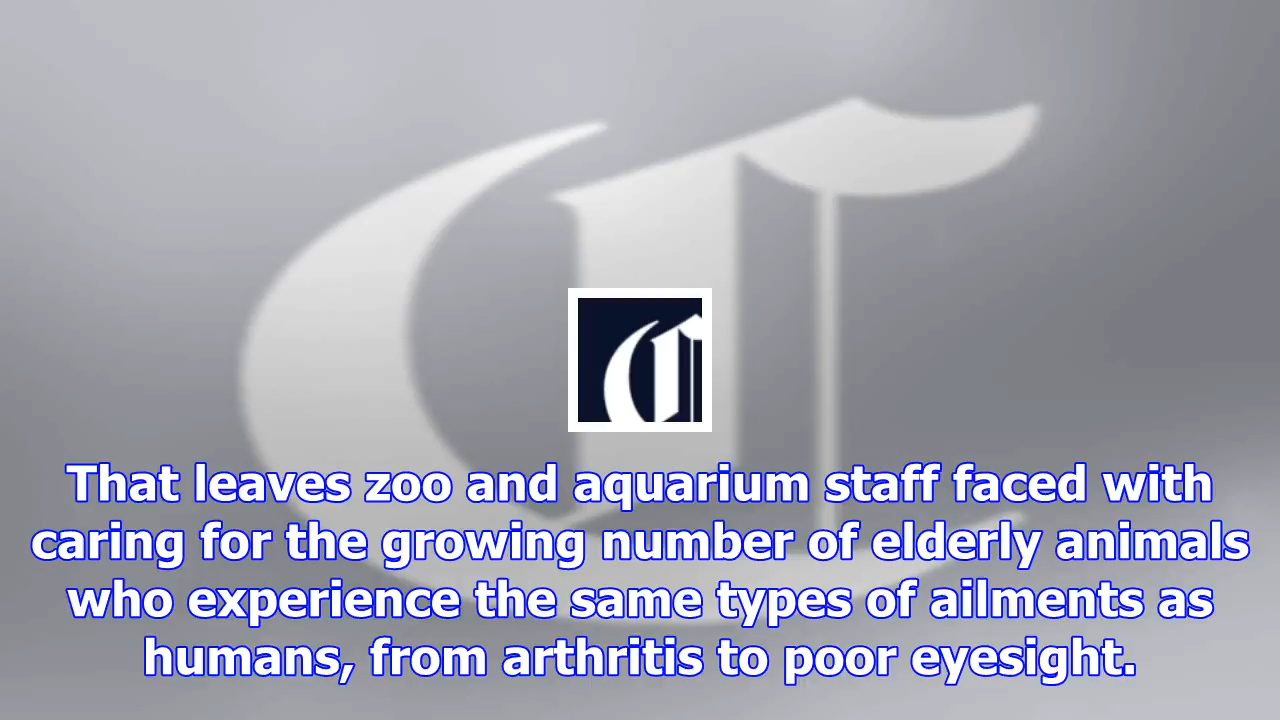 That leaves zoo and aquarium staff faced with
caring for the growing number of elderly animals
who experience the same types of ailments as
humans, from arthritis to poor eyesight.